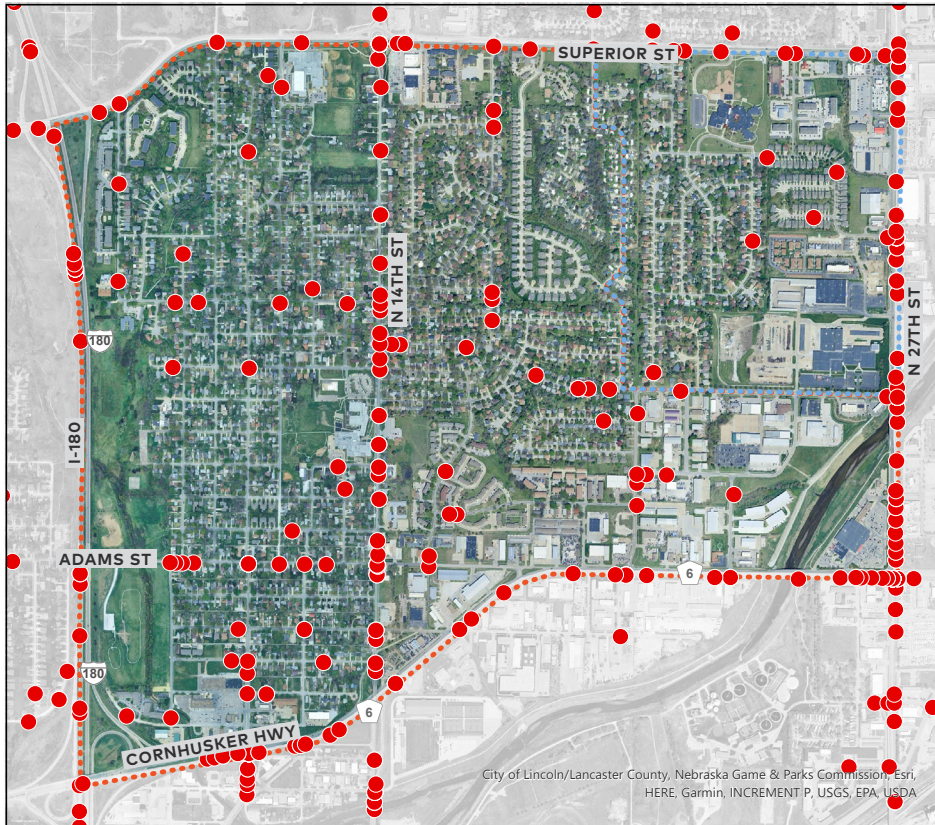 SUPERIOR ST
N 14TH ST
N 27TH ST
180
I-180
ADAMS ST
6
180
6
CORNHUSKER HWY
City of Lincoln/Lancaster County, Nebraska Game & Parks Commission, Esri,
HERE, Garmin, INCREMENT P, USGS, EPA, USDA